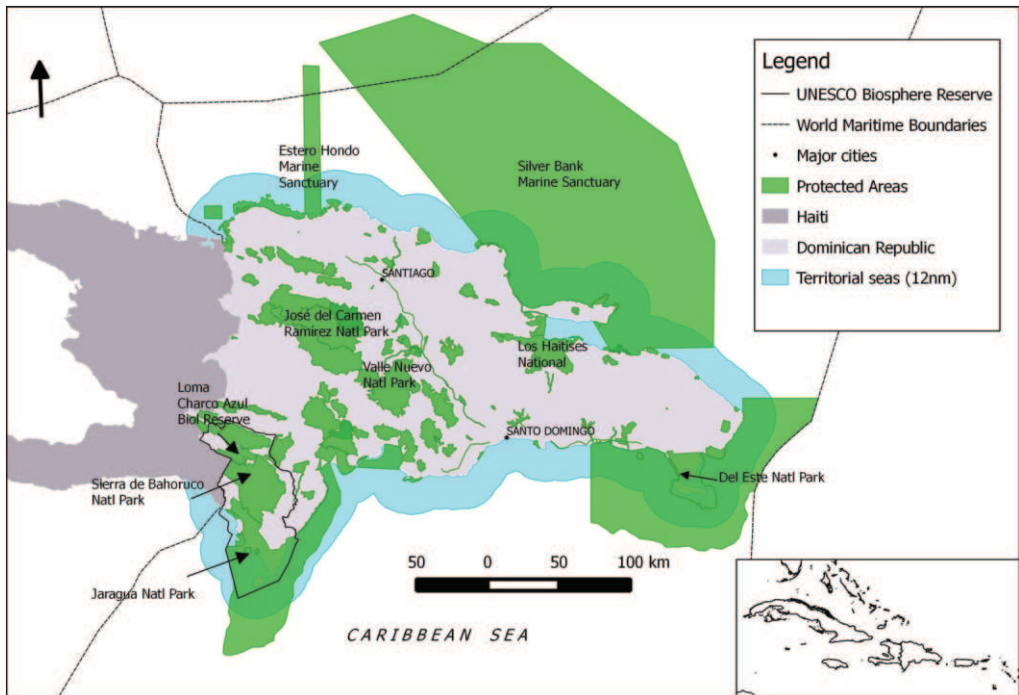 Legend
UNESCO Biosphere Reserve
World Maritime Boundaries
Major cities
Protected Areas
Haiti
Dominican Republic
Territorial seas (12nm)
Estero Hondo
Marine
Sanctuary
Silver Bank
Marine Sanctuary
SANTIAGO
José del Carmen
Ramírez Natl Park
Los Haitises
National
Valle Nuevo
Natl Park
Loma
Charco Azul
Biol Reserve
SANTO DOMINGO
Sierra de Bahoruco
Natl Park
Del Este Natl Park
Jaragua Natl Park
50 0 50 100 km
CARIBBEAN SEA